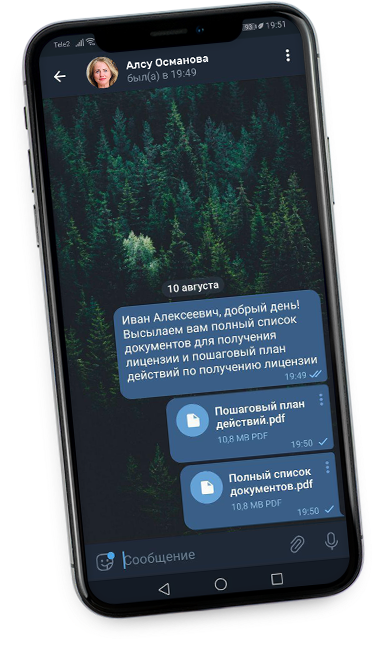 Tele2
93
19:51
Алсу Османова
был(а) в 19:49
10 августа
Иван Алексеевич, добрый день!
Высылаем вам полный список
документов для получения
лицензии и пошаговый план
действий по получению лицензии
19:49
Пошаговый план
действий.pdf
10,8 MB PDF
19:50
Полный список
документов.pdf
10,8 MB PDF
19:50
Сообщение